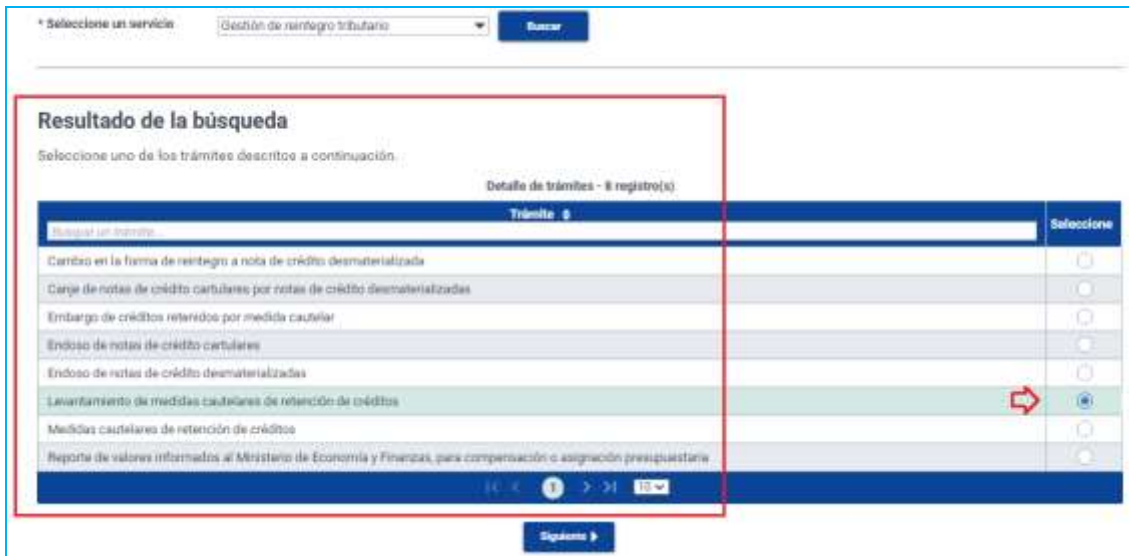 * Seleccione un servicio Gestión de reintegro tributario Buscar
Resultado de la búsqueda
Seleccione uno de los trámites descritos a continuación.
Detalle de trámites - 8 registro(s)
Trámite Seleccione
Buscar un trámite...
Cambio en la forma de reintegro a nota de crédito desmaterializada
Canje de notas de crédito cartulares por notas de crédito desmaterializadas
Embargo de créditos retenidos por medida cautelar
Endoso de notas de crédito cartulares
Endoso de notas de crédito desmaterializadas
Levantamiento de medidas cautelares de retención de créditos
Medidas cautelares de retención de créditos
Reporte de valores informados al Ministerio de Economía y Finanzas, para compensación o asignación presupuestaria
1 10
Siguiente